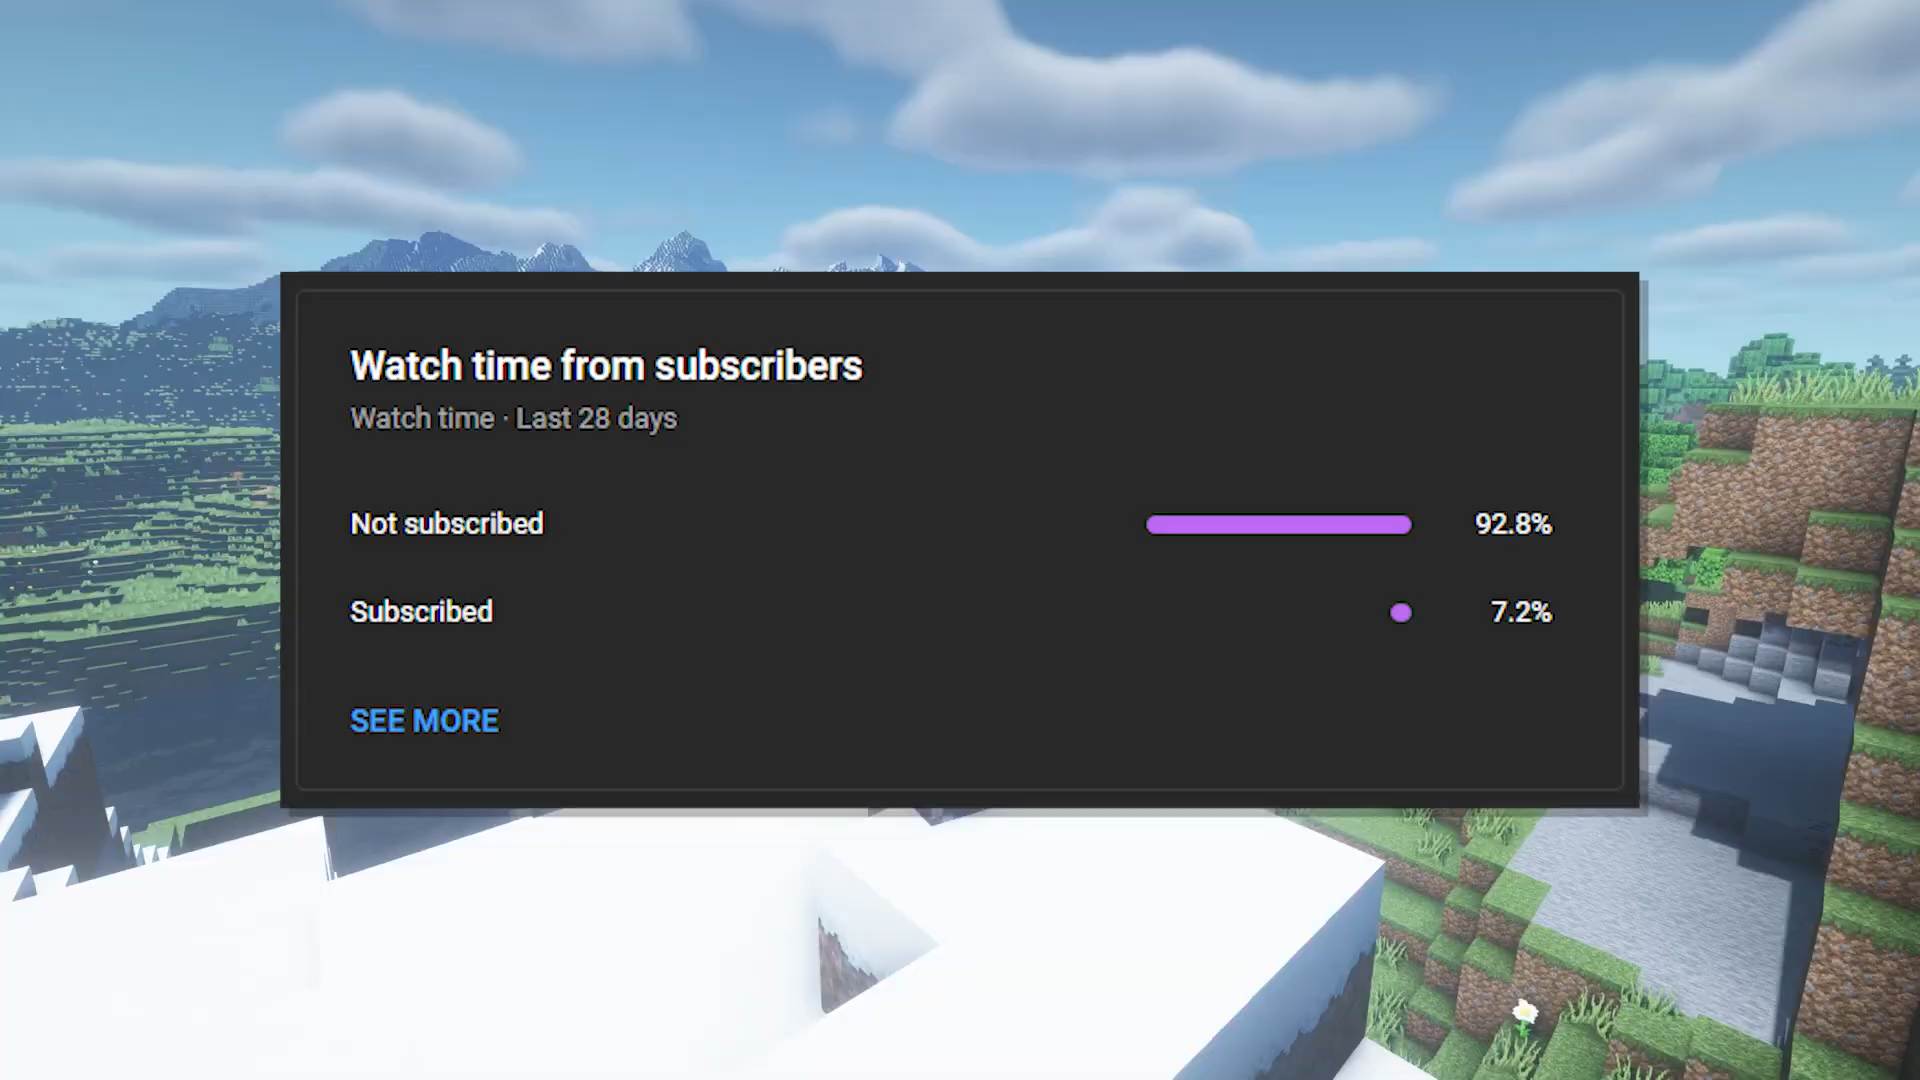 Watch time from subscribers
Watch time · Last 28 days
Not subscribed 92.8%
Subscribed 7.2%
SEE MORE